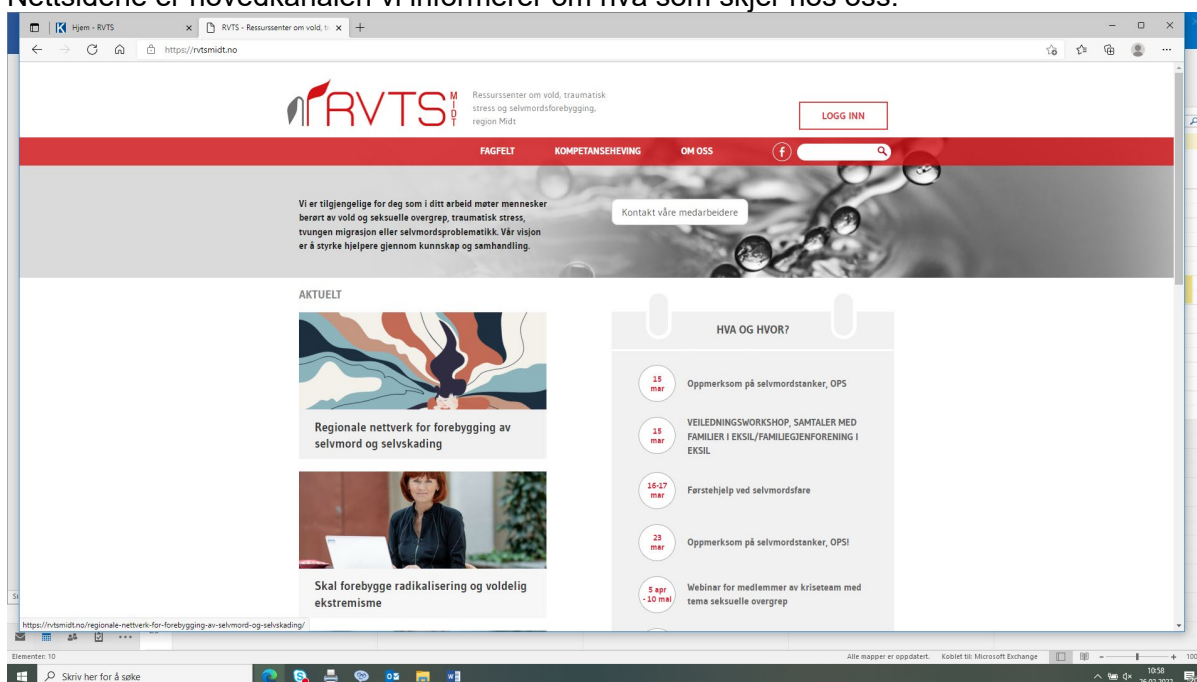 Nettsidene er hovedkanalen vi informerer om hva som skjer hos oss.
Hjem - RVTS
RVTS - Ressurssenter om vold, t
https://rvtsmidt.no
RVTS MIDT
Ressurssenter om vold, traumatisk
stress og selvmordsforebygging,
region Midt
LOGG INN
FAGFELT KOMPETANSEHEVING OM OSS
Vi er tilgjengelige for deg som i ditt arbeid møter mennesker
berørt av vold og seksuelle overgrep, traumatisk stress,
tvungen migrasjon eller selvmordsproblematikk. Vår visjon
er å styrke hjelpere gjennom kunnskap og samhandling.
Kontakt våre medarbeidere
AKTUELT
Regionale nettverk for forebygging av
selvmord og selvskading
Skal forebygge radikalisering og voldelig
ekstremisme
HVA OG HVOR?
15
mar
Oppmerksom på selvmordstanker, OPS
15
mar
VEILEDNINGSWORKSHOP, SAMTALER MED
FAMILIER I EKSIL/FAMILIEGJENFORENING I
EKSIL
16-17
mar
Førstehjelp ved selvmordsfare
23
mar
Oppmerksom på selvmordstanker, OPS!
5 apr
- 10 mai
Webinar for medlemmer av kriseteam med
tema seksuelle overgrep
https://rvtsmidt.no/regionale-nettverk-for-forebygging-av-selvmord-og-selvskading/
Elementer: 10
Alle mapper er oppdatert. Koblet til: Microsoft Exchange
100
Skriv her for å søke
10:58
26.02.2022